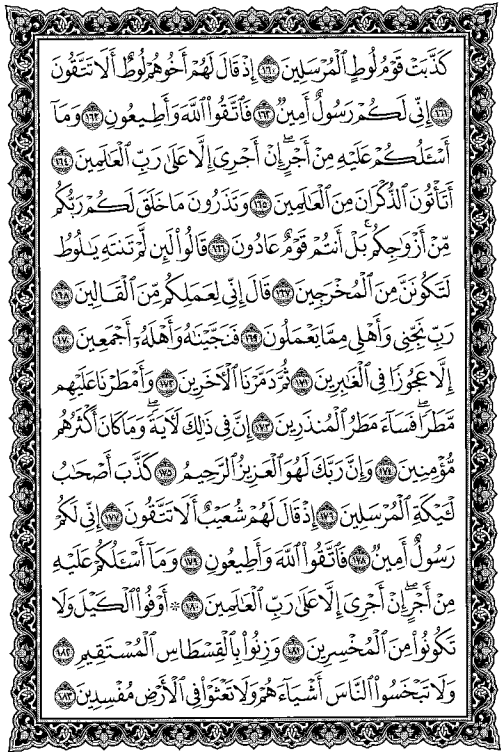 كَذَّبَتْ قَوْمُ لُوطٍ ٱلْمُرْسَلِينَ ١٦٠ إِذْ قَالَ لَهُمْ أَخُوهُمْ لُوطٌ أَلَا تَتَّقُونَ
١٦١ إِنِّى لَكُمْ رَسُولٌ أَمِينٌ ١٦٢ فَٱتَّقُوا۟ ٱللَّهَ وَأَطِيعُونِ ١٦٣ وَمَآ
أَسْـَٔلُكُمْ عَلَيْهِ مِنْ أَجْرٍ ۖ إِنْ أَجْرِىَ إِلَّا عَلَىٰ رَبِّ ٱلْعَـٰلَمِينَ ١٦٤
أَتَأْتُونَ ٱلذُّكْرَانَ مِنَ ٱلْعَـٰلَمِينَ ١٦٥ وَتَذَرُونَ مَا خَلَقَ لَكُمْ رَبُّكُم
مِّنْ أَزْوَٰجِكُم ۚ بَلْ أَنتُمْ قَوْمٌ عَادُونَ ١٦٦ قَالُوا۟ لَئِن لَّمْ تَنتَهِ يَـٰلُوطُ
لَتَكُونَنَّ مِنَ ٱلْمُخْرَجِينَ ١٦٧ قَالَ إِنِّى لِعَمَلِكُم مِّنَ ٱلْقَالِينَ ١٦٨
رَبِّ نَجِّنِى وَأَهْلِى مِمَّا يَعْمَلُونَ ١٦٩ فَنَجَّيْنَـٰهُ وَأَهْلَهُۥٓ أَجْمَعِينَ ١٧٠
إِلَّا عَجُوزًا فِى ٱلْغَـٰبِرِينَ ١٧١ ثُمَّ دَمَّرْنَا ٱلْـَٔاخَرِينَ ١٧٢ وَأَمْطَرْنَا عَلَيْهِم
مَّطَرًا ۖ فَسَآءَ مَطَرُ ٱلْمُنذَرِينَ ١٧٣ إِنَّ فِى ذَٰلِكَ لَـَٔايَةً ۖ وَمَا كَانَ أَكْثَرُهُم
مُّؤْمِنِينَ ١٧٤ وَإِنَّ رَبَّكَ لَهُوَ ٱلْعَزِيزُ ٱلرَّحِيمُ ١٧٥ كَذَّبَ أَصْحَـٰبُ
لْـَٔيْكَةِ ٱلْمُرْسَلِينَ ١٧٦ إِذْ قَالَ لَهُمْ شُعَيْبٌ أَلَا تَتَّقُونَ ١٧٧ إِنِّى لَكُمْ
رَسُولٌ أَمِينٌ ١٧٨ فَٱتَّقُوا۟ ٱللَّهَ وَأَطِيعُونِ ١٧٩ وَمَآ أَسْـَٔلُكُمْ عَلَيْهِ
مِنْ أَجْرٍ ۖ إِنْ أَجْرِىَ إِلَّا عَلَىٰ رَبِّ ٱلْعَـٰلَمِينَ ١٨٠ * أَوْفُوا۟ ٱلْكَيْلَ وَلَا
تَكُونُوا۟ مِنَ ٱلْمُخْسِرِينَ ١٨١ وَزِنُوا۟ بِٱلْقِسْطَاسِ ٱلْمُسْتَقِيمِ ١٨٢
وَلَا تَبْخَسُوا۟ ٱلنَّاسَ أَشْيَآءَهُمْ وَلَا تَعْثَوْا۟ فِى ٱلْأَرْضِ مُفْسِدِينَ ١٨٣